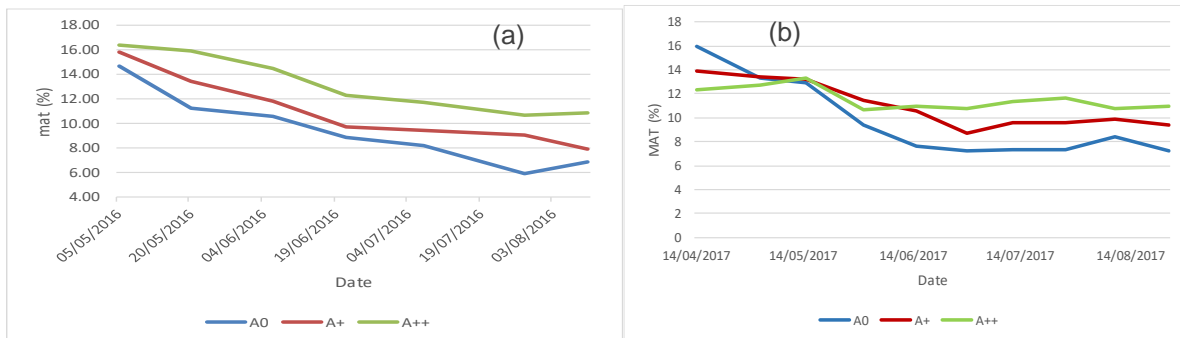 (a)
18.00
16.00
14.00
12.00
10.00
8.00
6.00
4.00
mat (%)
05/05/2016
20/05/2016
04/06/2016
19/06/2016
04/07/2016
19/07/2016
03/08/2016
Date
A0 A+ A++
(b)
18
16
14
12
10
8
6
4
2
0
MAT (%)
14/04/2017 14/05/2017 14/06/2017 14/07/2017 14/08/2017
Date
A0 A+ A++